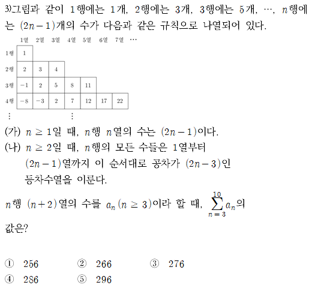 3)그림과 같이 1행에는 1개, 2행에는 3개, 3행에는 5개, ⋯, n행에
는 (2n−1)개의 수가 다음과 같은 규칙으로 나열되어 있다.
1열 2열 3열 4열 5열 6열 7열 ⋯
1행 1
2행 2 3 4
3행 −1 2 5 8 11
4행 −8 −3 2 7 12 17 22
⋮ ⋮
(가) n ≥ 1일 때, n행 n열의 수는 (2n−1)이다.
(나) n ≥ 2일 때, n행의 모든 수들은 1열부터
(2n−1)열까지 이 순서대로 공차가 (2n−3)인
등차수열을 이룬다.
n행 (n+2)열의 수를 aₙ(n ≥ 3)이라 할 때, ∑_{n=3}^{10} aₙ의
값은?
① 256 ② 266 ③ 276
④ 286 ⑤ 296